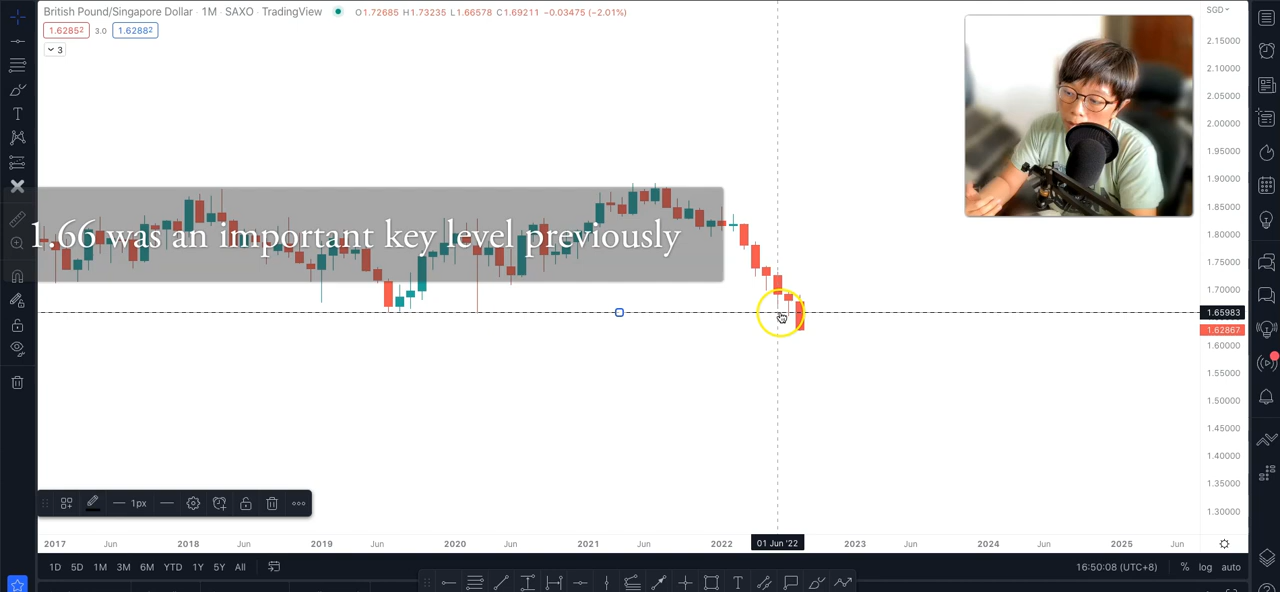 British Pound/Singapore Dollar · 1M · SAXO · TradingView
O1.72685 H1.73235 L1.66578 C1.69211 −0.03475 (−2.01%)
SGD
1.62852 3.0 1.62882
3
2.15000
2.10000
2.05000
2.00000
1.95000
1.90000
1.85000
1.80000
1.75000
1.70000
1.65983
1.62867
1.60000
1.55000
1.50000
1.45000
1.40000
1.35000
1.30000
1.66 was an important key level previously
1px
2017 Jun 2018 Jun 2019 Jun 2020 Jun 2021 Jun 2022 01 Jun '22 2023 Jun 2024 Jun 2025 Jun
1D 5D 1M 3M 6M YTD 1Y 5Y All 16:50:08 (UTC+8) % log auto